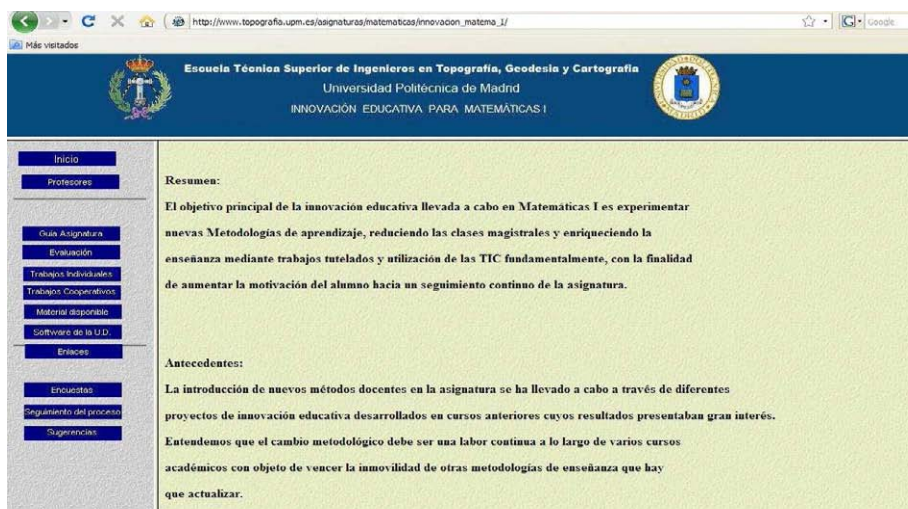 http://www.topografia.upm.es/asignaturas/matematicas/innovacion_matema_1/
Google
Más visitados
Escuela Técnica Superior de Ingenieros en Topografía, Geodesia y Cartografía
Universidad Politécnica de Madrid
INNOVACIÓN EDUCATIVA PARA MATEMÁTICAS I
Inicio
Profesores
Guía Asignatura
Evaluación
Trabajos Individuales
Trabajos Cooperativos
Material disponible
Software de la U.D.
Enlaces
Encuestas
Seguimiento del proceso
Sugerencias
Resumen:
El objetivo principal de la innovación educativa llevada a cabo en Matemáticas I es experimentar
nuevas Metodologías de aprendizaje, reduciendo las clases magistrales y enriqueciendo la
enseñanza mediante trabajos tutelados y utilización de las TIC fundamentalmente, con la finalidad
de aumentar la motivación del alumno hacia un seguimiento continuo de la asignatura.
Antecedentes:
La introducción de nuevos métodos docentes en la asignatura se ha llevado a cabo a través de diferentes
proyectos de innovación educativa desarrollados en cursos anteriores cuyos resultados presentaban gran interés.
Entendemos que el cambio metodológico debe ser una labor continua a lo largo de varios cursos
académicos con objeto de vencer la inmovilidad de otras metodologías de enseñanza que hay
que actualizar.